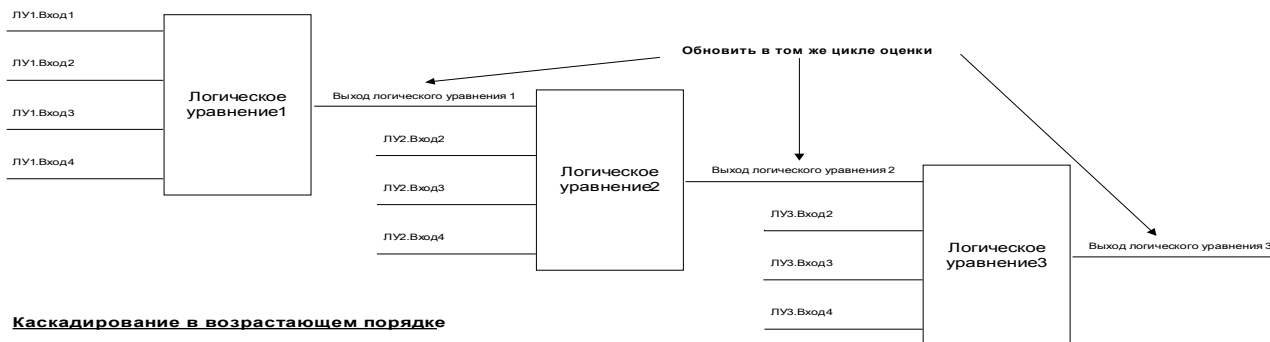 ЛУ1.Вход1
ЛУ1.Вход2
ЛУ1.Вход3
ЛУ1.Вход4
Логическое
уравнение1
Выход логического уравнения 1
Обновить в том же цикле оценки
ЛУ2.Вход2
ЛУ2.Вход3
ЛУ2.Вход4
Логическое
уравнение2
Выход логического уравнения 2
ЛУ3.Вход2
ЛУ3.Вход3
ЛУ3.Вход4
Логическое
уравнение3
Выход логического уравнения 3
Каскадирование в возрастающем порядке